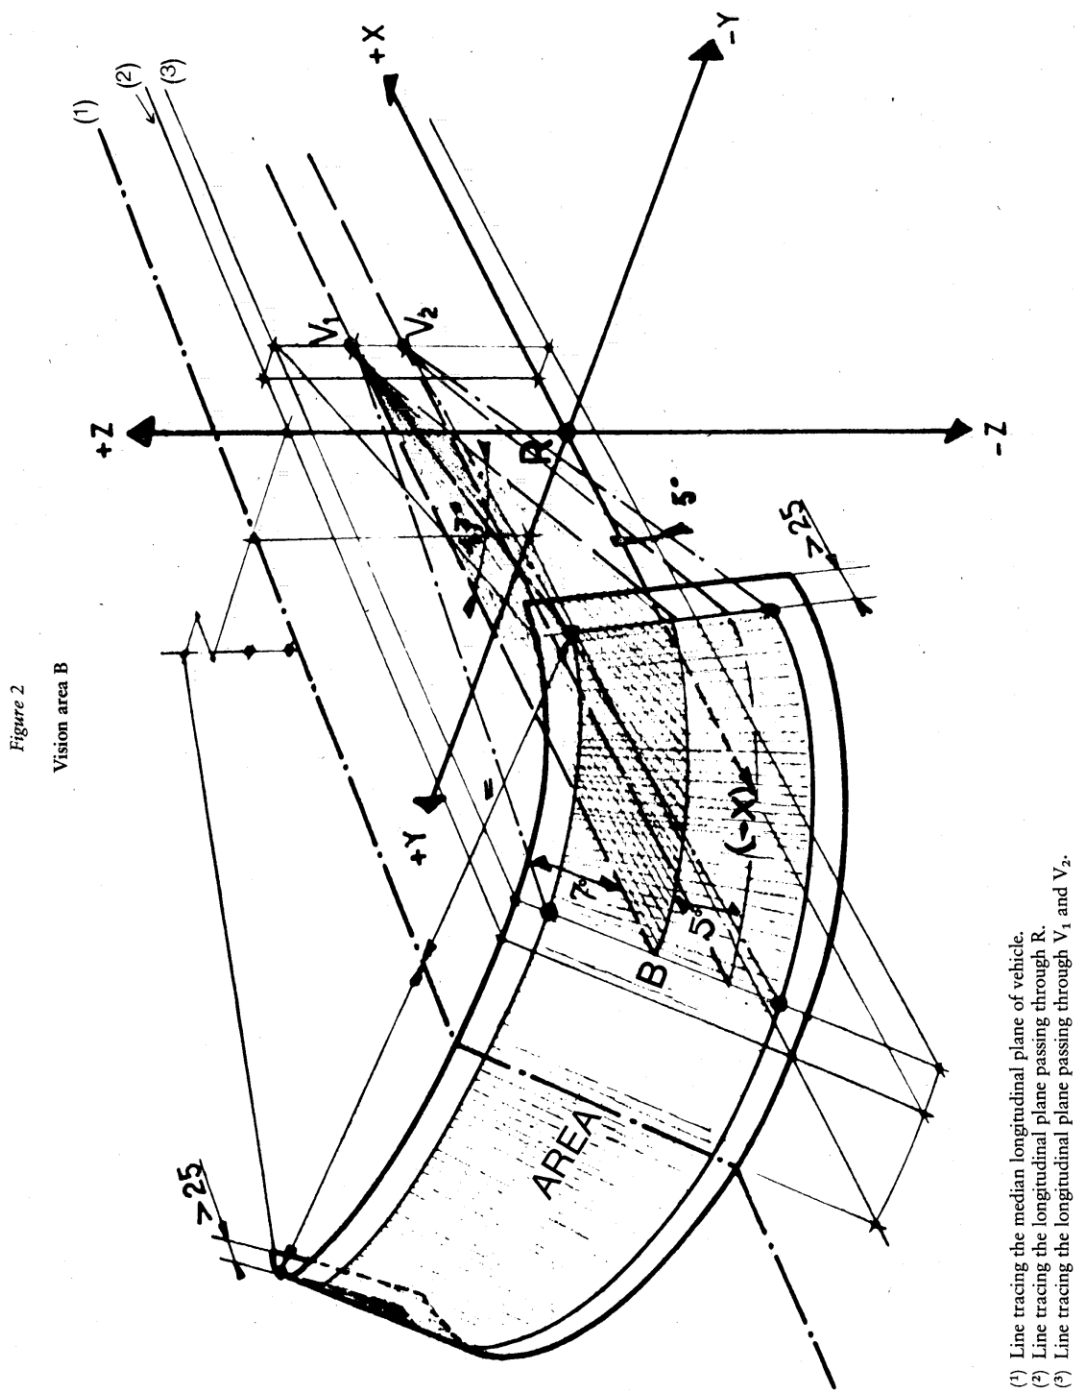 Figure 2
Vision area B
(1)
(2)
(3)
+X
-Y
+Z
V₁
V₂
R
-Z
5°
> 25
+Y
=
7°
(-X)
5°
B
AREA
> 25
(¹) Line tracing the median longitudinal plane of vehicle.
(²) Line tracing the longitudinal plane passing through R.
(³) Line tracing the longitudinal plane passing through V₁ and V₂.